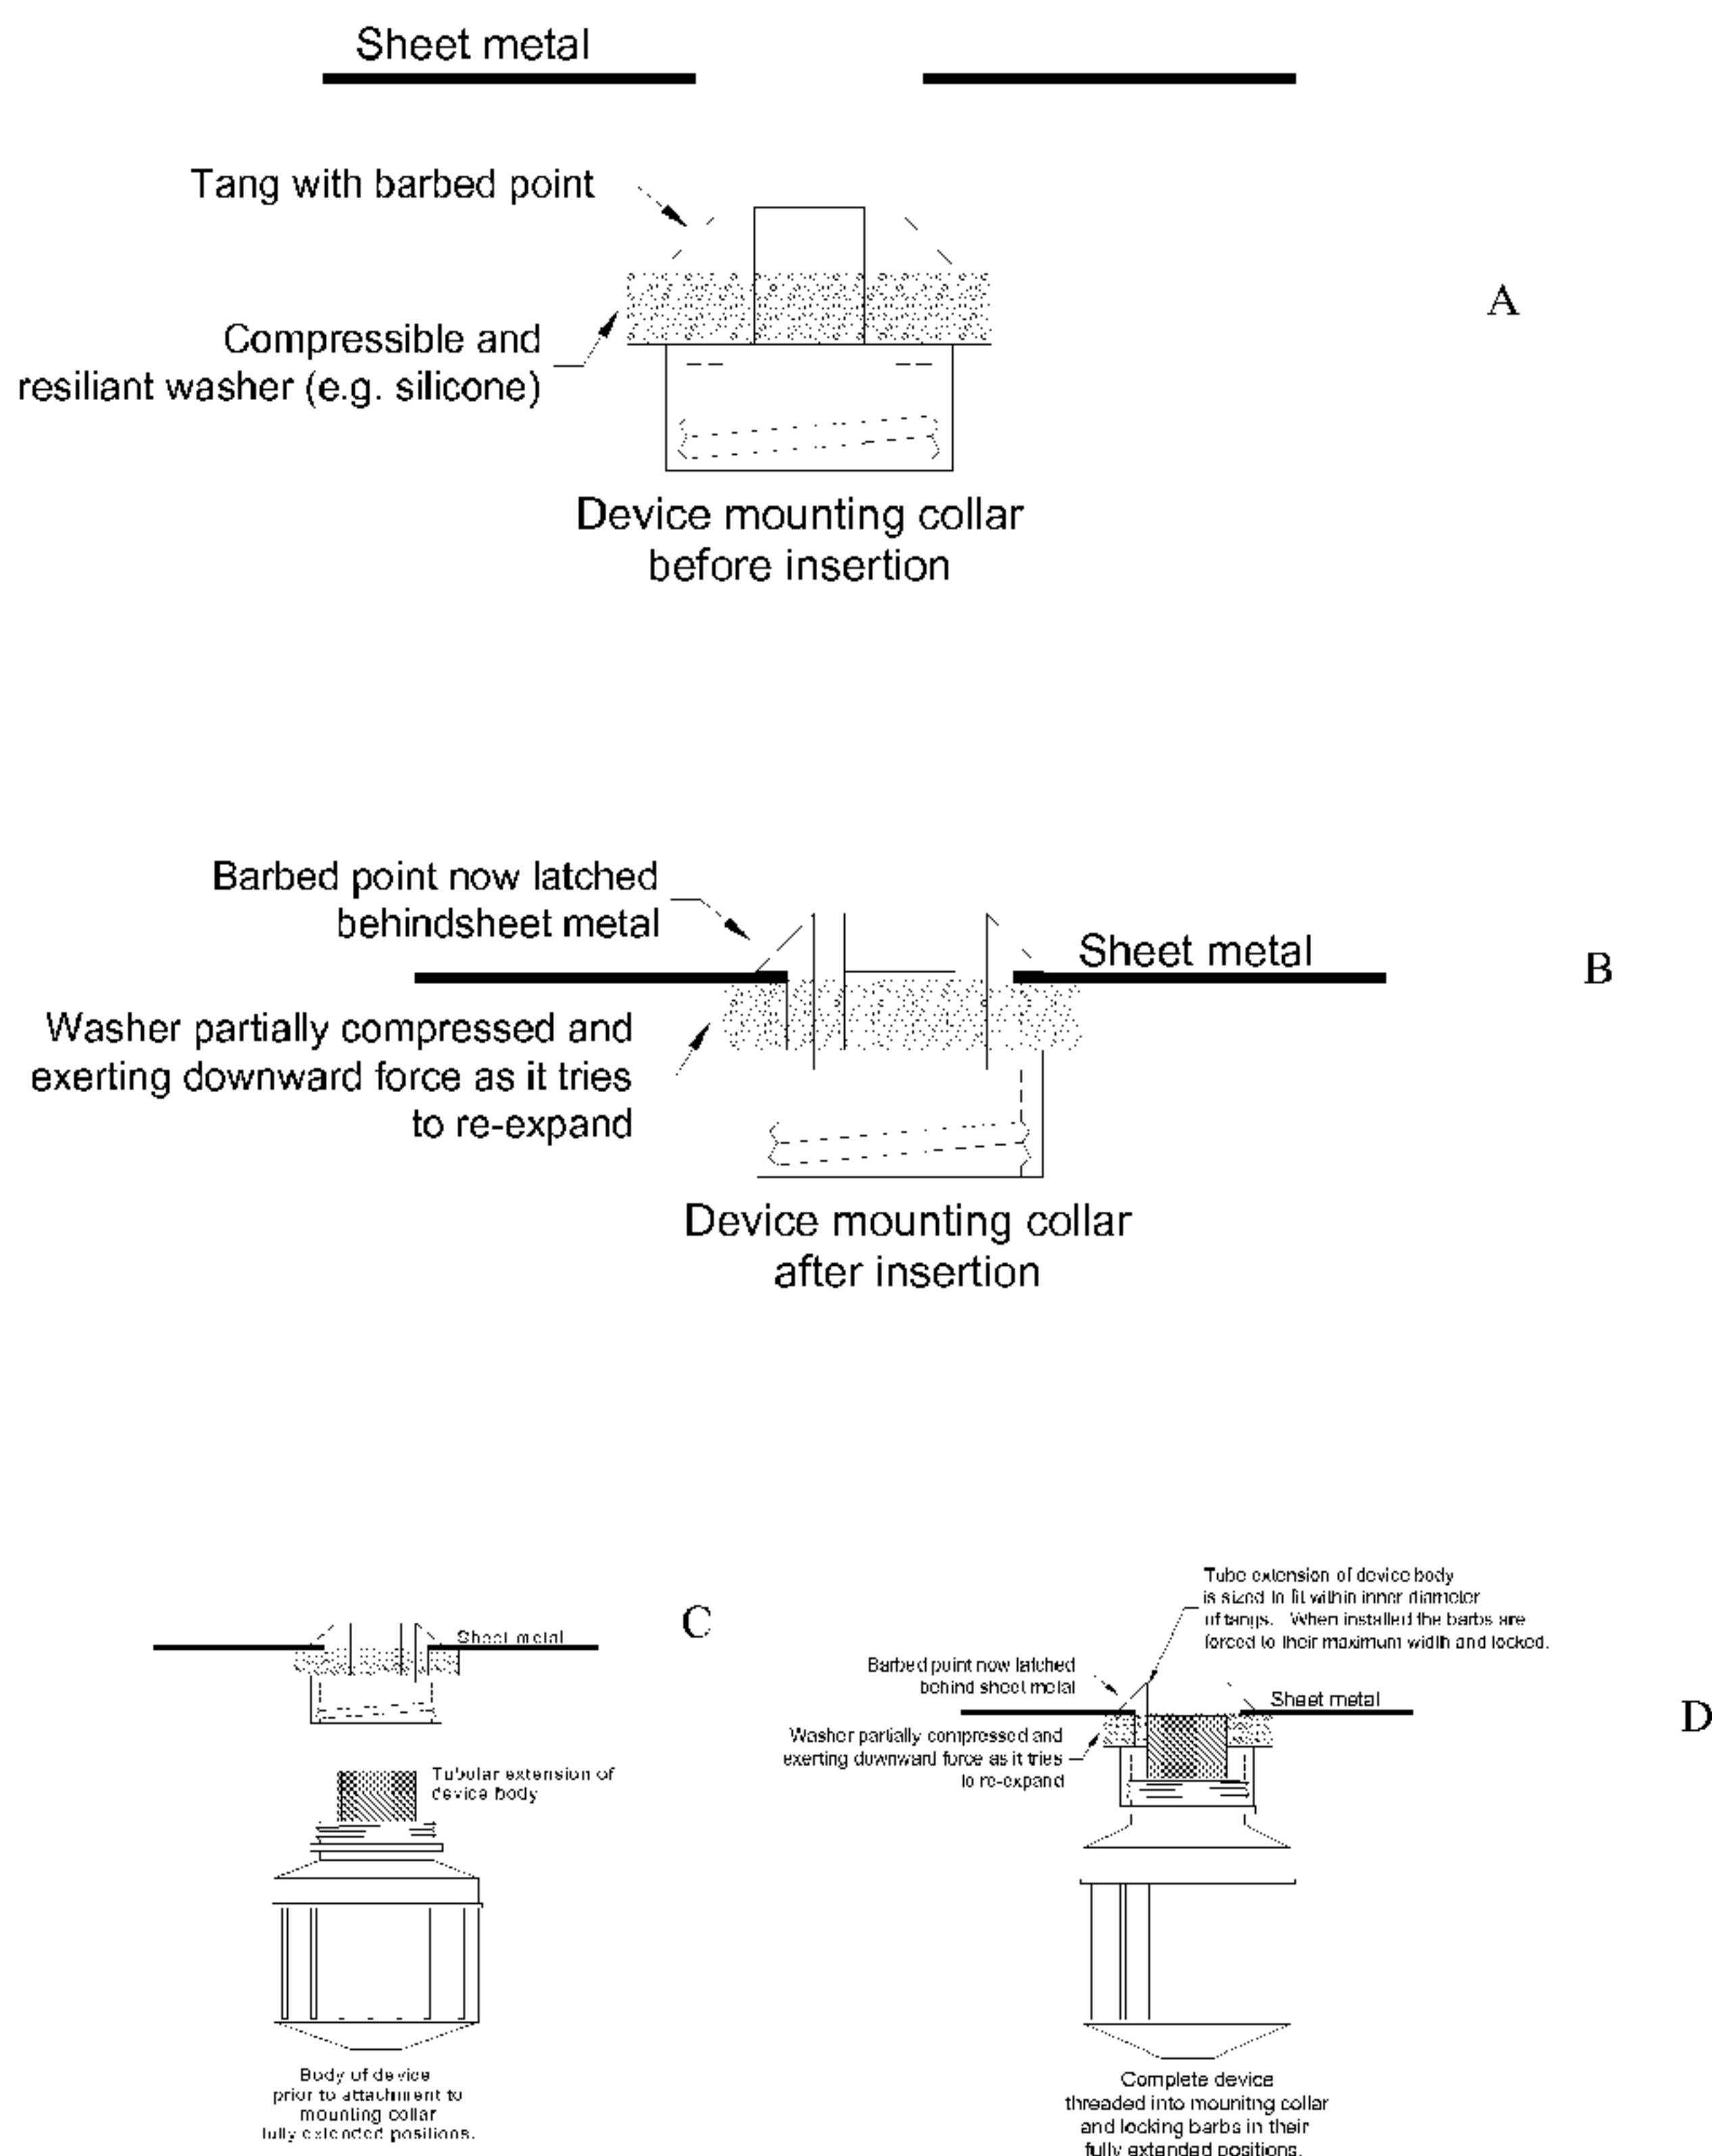 Sheet metal
Tang with barbed point
A
Compressible and
resiliant washer (e.g. silicone)
Device mounting collar
before insertion
Barbed point now latched
behindsheet metal
Sheet metal
B
Washer partially compressed and
exerting downward force as it tries
to re-expand
Device mounting collar
after insertion
C
Sheet metal
Tubular extension of
device body
Body of device
prior to attachment to
mounting collar
fully extended positions.
Tube extension of device body
is sized to fit within inner diameter
of tangs. When installed the barbs are
forced to their maximum width and locked.
Barbed point now latched
behind sheet metal
Sheet metal
D
Washer partially compressed and
exerting downward force as it tries
to re-expand
Complete device
threaded into mounitng collar
and locking barbs in their
fully extended positions.